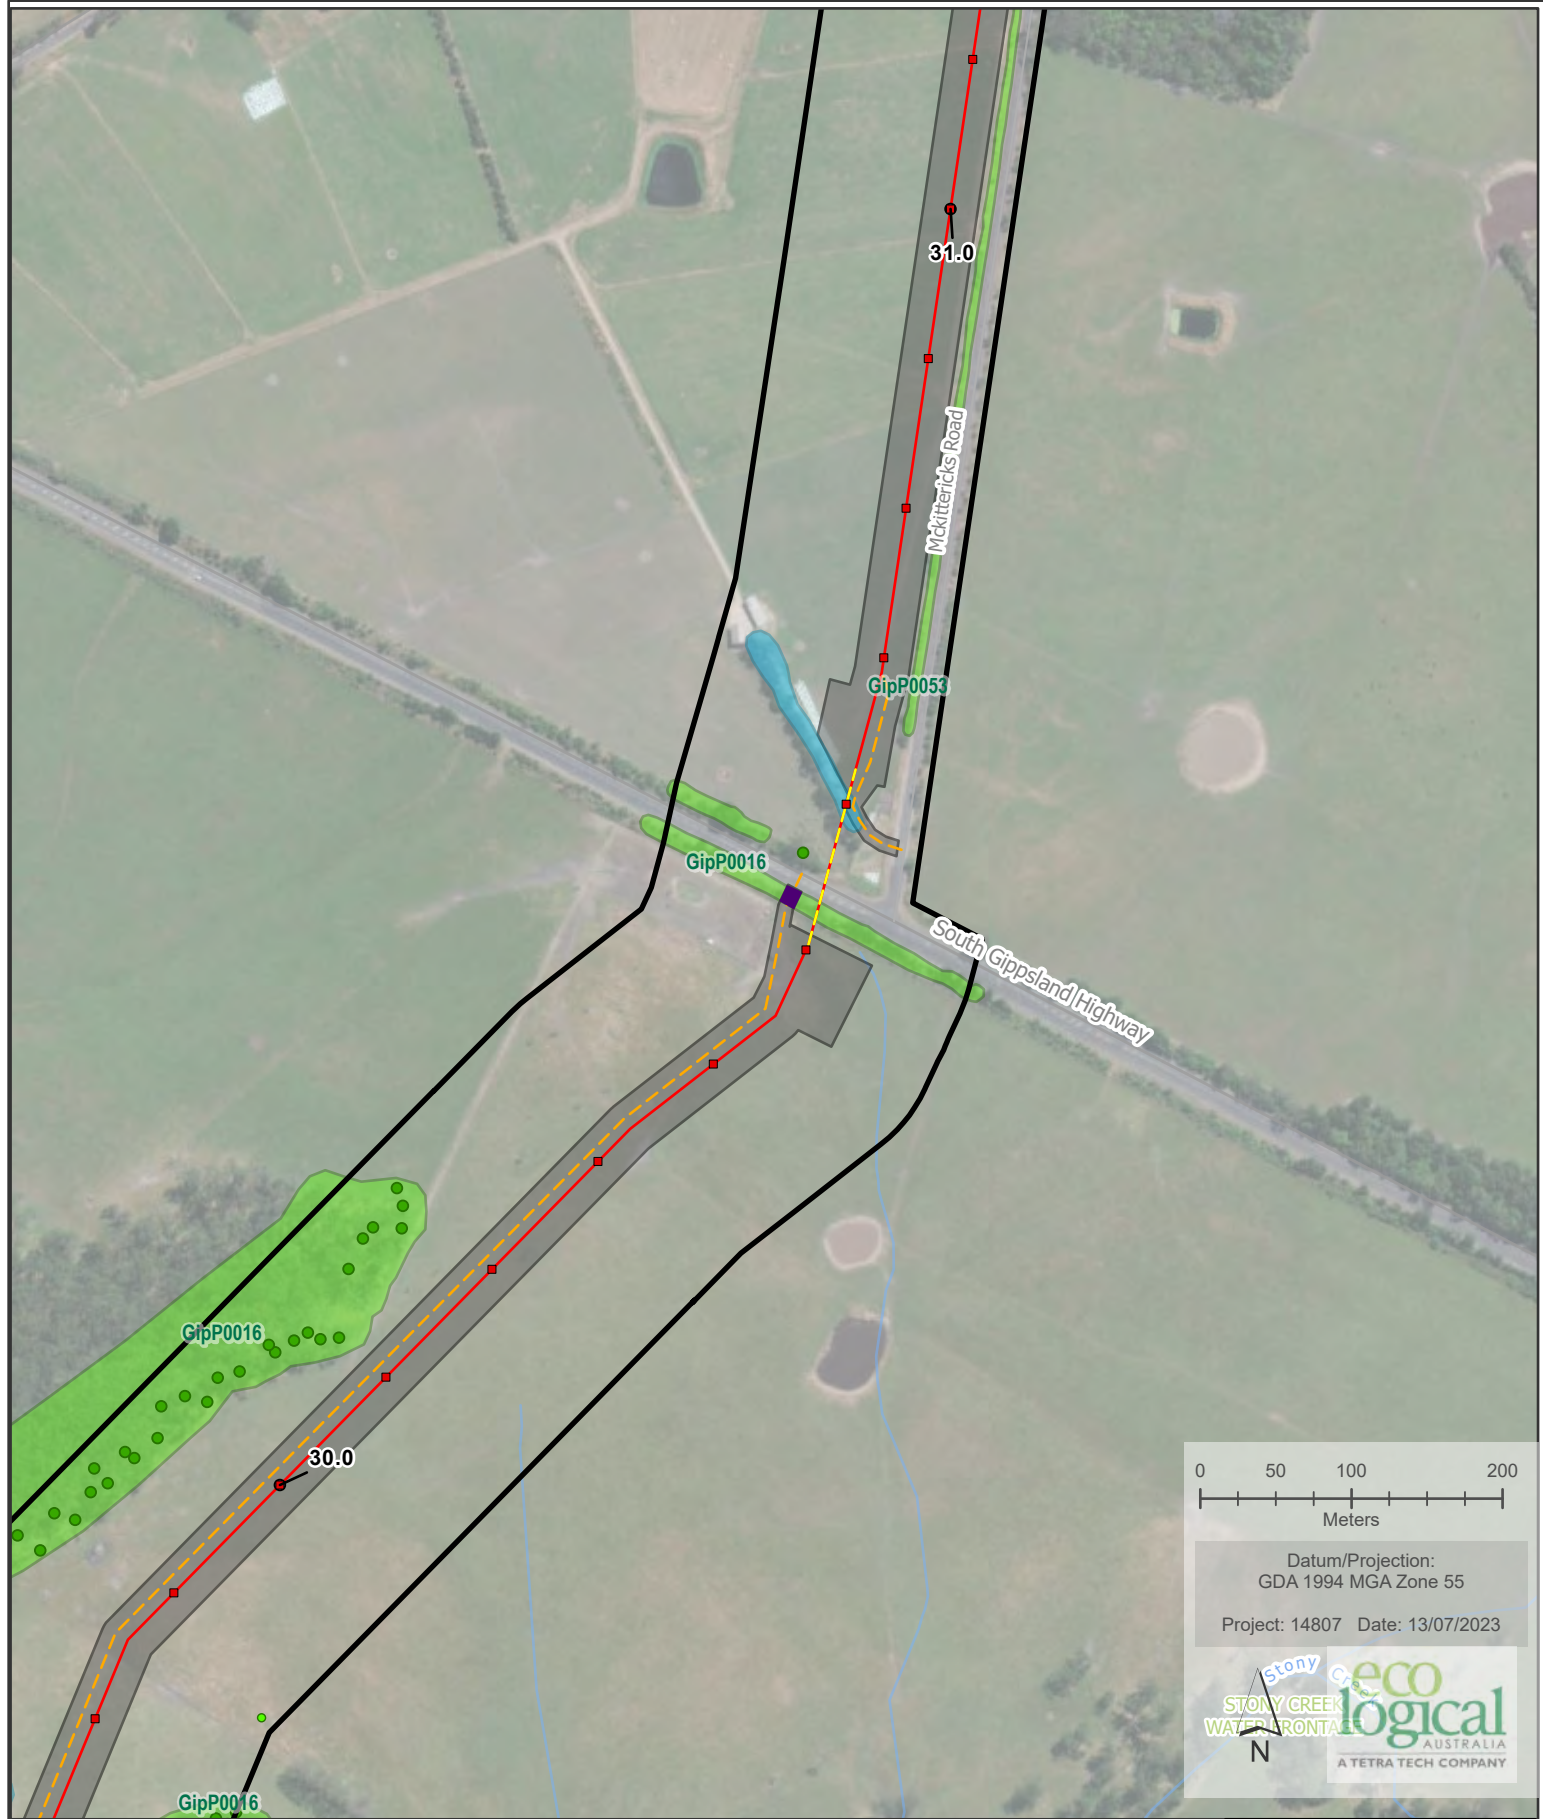 31.0
Mckittericks Road
GipP0053
GipP0016
South Gippsland Highway
GipP0016
30.0
GipP0016
0 50 100 200
Meters
Datum/Projection:
GDA 1994 MGA Zone 55
Project: 14807 Date: 13/07/2023
Stony Creek
STONY CREEK
WATER FRONTAGE
N
eco
logical
AUSTRALIA
A TETRA TECH COMPANY